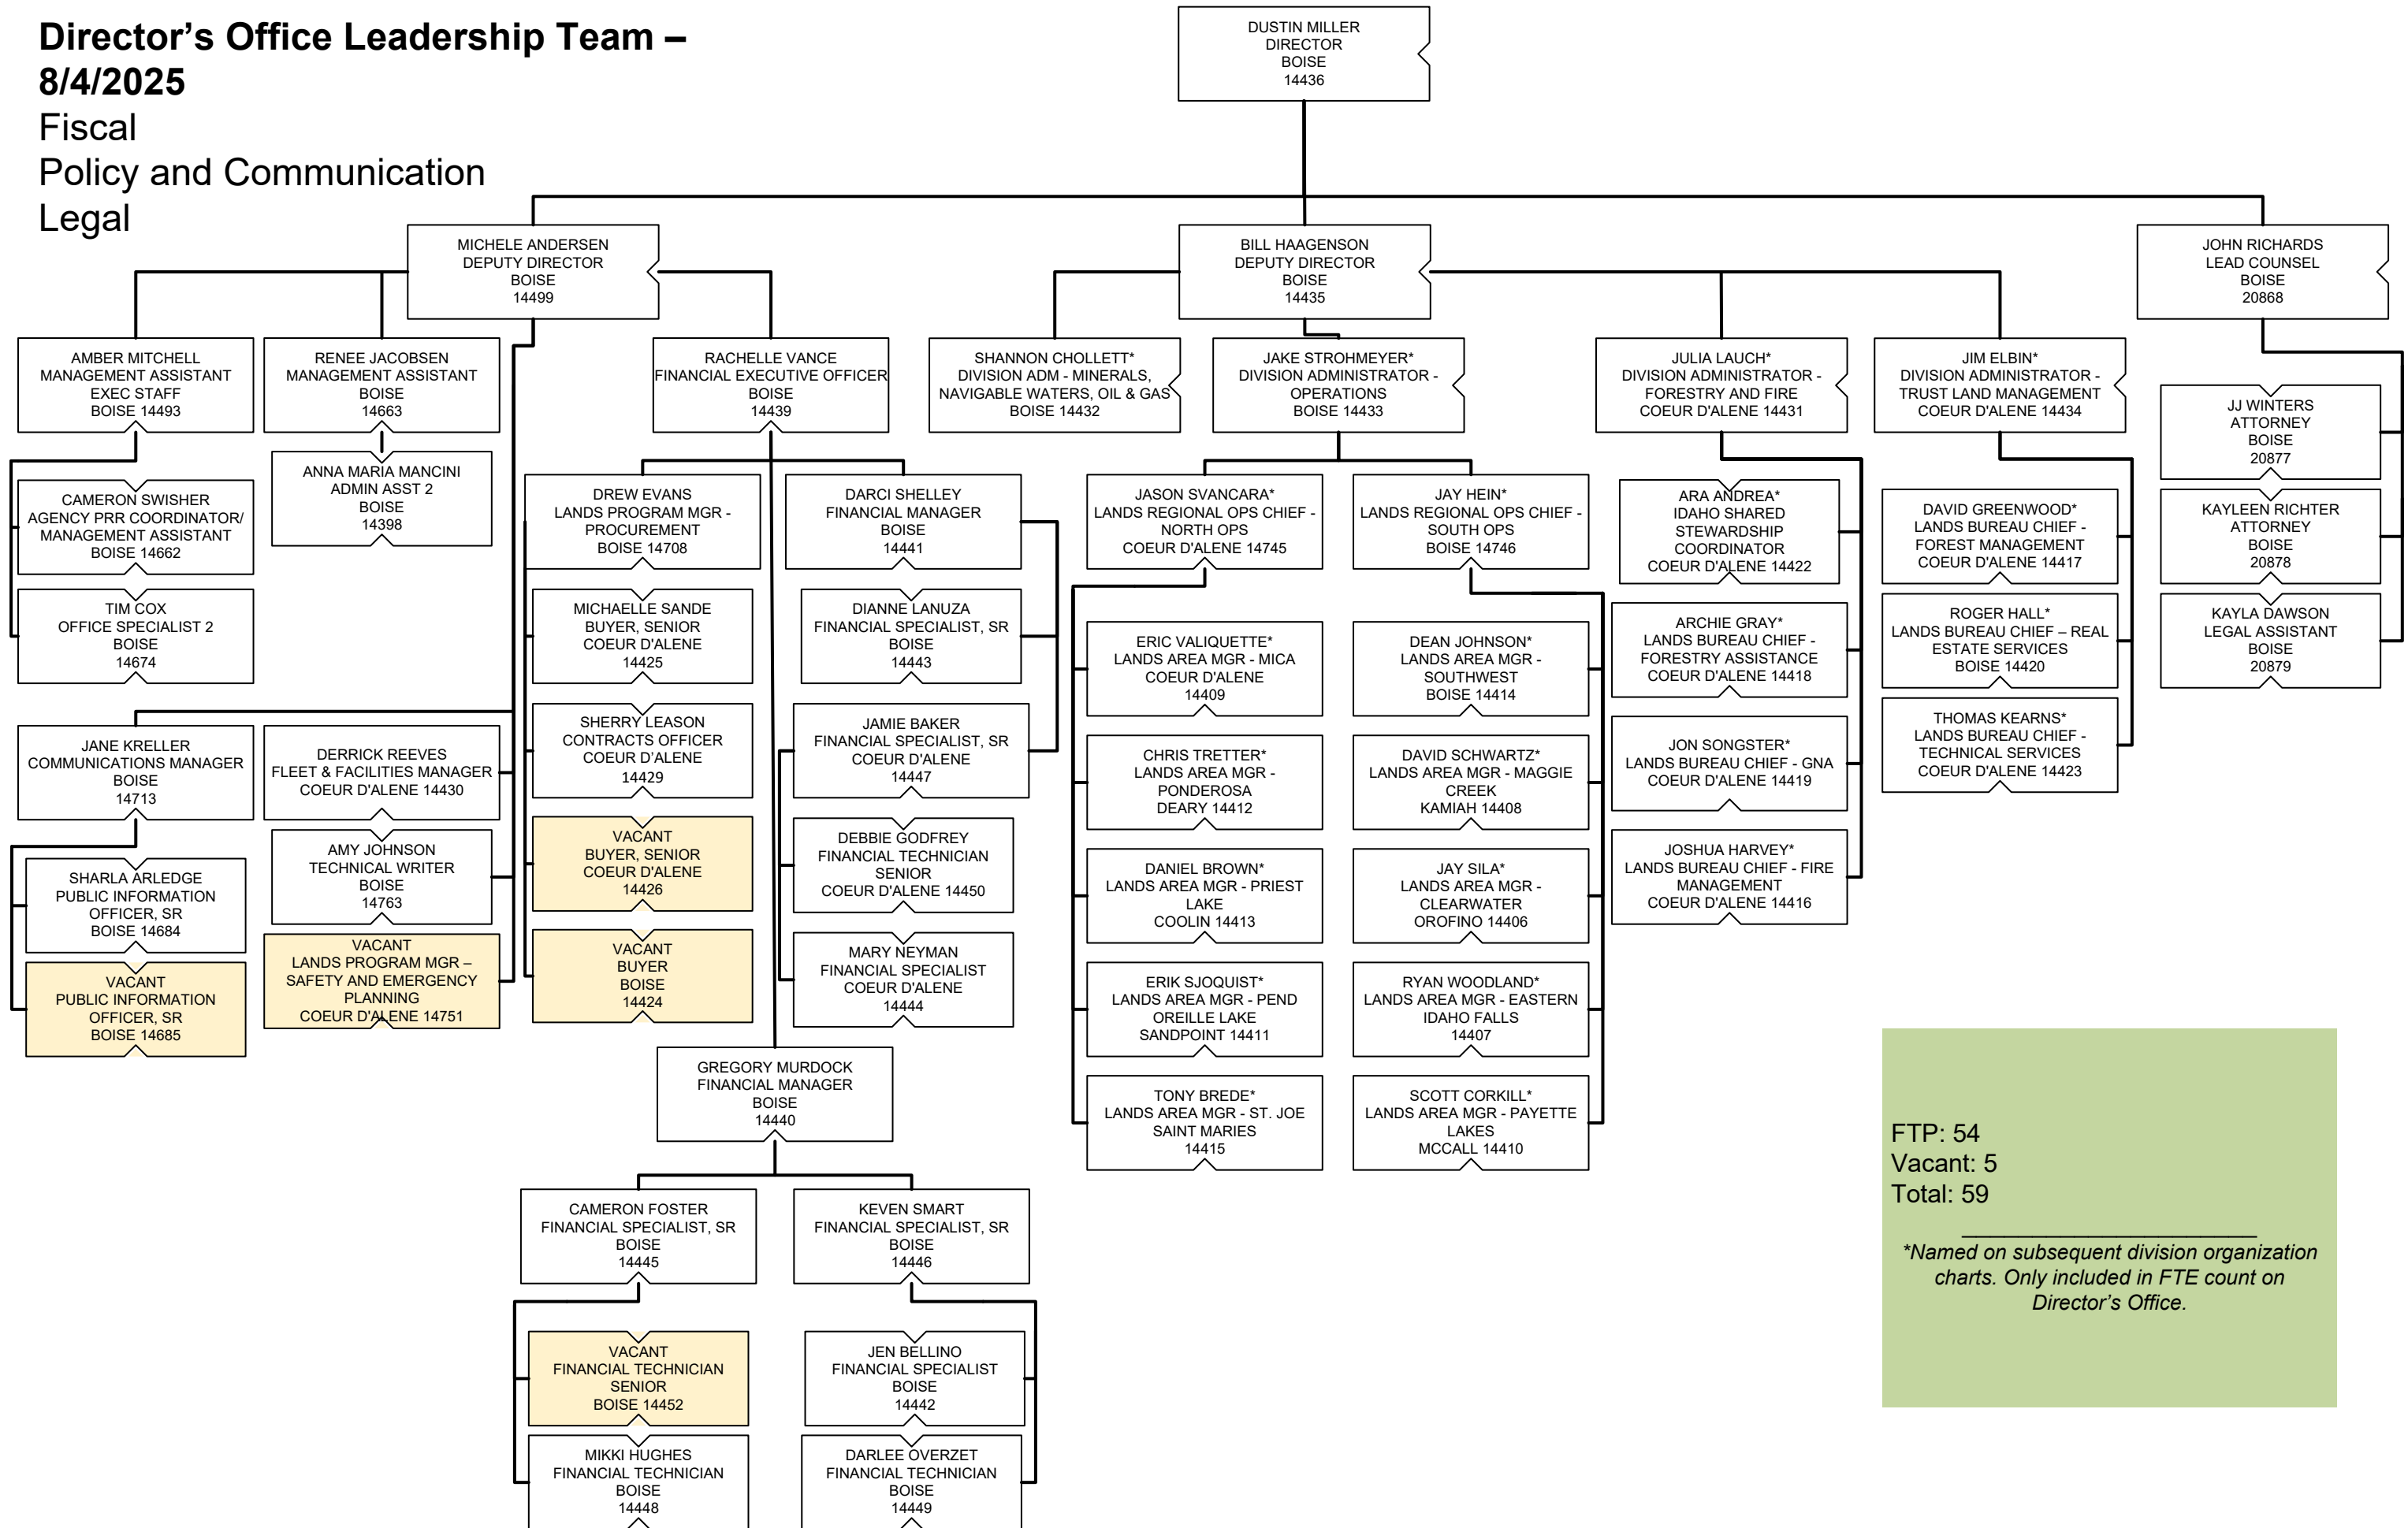 Director’s Office Leadership Team –
8/4/2025
Fiscal
Policy and Communication
Legal
DUSTIN MILLER
DIRECTOR
BOISE
14436
MICHELE ANDERSEN
DEPUTY DIRECTOR
BOISE
14499
BILL HAAGENSON
DEPUTY DIRECTOR
BOISE
14435
JOHN RICHARDS
LEAD COUNSEL
BOISE
20868
AMBER MITCHELL
MANAGEMENT ASSISTANT
EXEC STAFF
BOISE 14493
RENEE JACOBSEN
MANAGEMENT ASSISTANT
BOISE
14663
RACHELLE VANCE
FINANCIAL EXECUTIVE OFFICER
BOISE
14439
SHANNON CHOLLETT*
DIVISION ADM - MINERALS,
NAVIGABLE WATERS, OIL & GAS
BOISE 14432
JAKE STROHMEYER*
DIVISION ADMINISTRATOR -
OPERATIONS
BOISE 14433
JULIA LAUCH*
DIVISION ADMINISTRATOR -
FORESTRY AND FIRE
COEUR D'ALENE 14431
JIM ELBIN*
DIVISION ADMINISTRATOR -
TRUST LAND MANAGEMENT
COEUR D'ALENE 14434
JJ WINTERS
ATTORNEY
BOISE
20877
KAYLEEN RICHTER
ATTORNEY
BOISE
20878
KAYLA DAWSON
LEGAL ASSISTANT
BOISE
20879
CAMERON SWISHER
AGENCY PRR COORDINATOR/
MANAGEMENT ASSISTANT
BOISE 14662
TIM COX
OFFICE SPECIALIST 2
BOISE
14674
ANNA MARIA MANCINI
ADMIN ASST 2
BOISE
14398
JANE KRELLER
COMMUNICATIONS MANAGER
BOISE
14713
SHARLA ARLEDGE
PUBLIC INFORMATION
OFFICER, SR
BOISE 14684
VACANT
PUBLIC INFORMATION
OFFICER, SR
BOISE 14685
DERRICK REEVES
FLEET & FACILITIES MANAGER
COEUR D'ALENE 14430
AMY JOHNSON
TECHNICAL WRITER
BOISE
14763
VACANT
LANDS PROGRAM MGR –
SAFETY AND EMERGENCY
PLANNING
COEUR D'ALENE 14751
DREW EVANS
LANDS PROGRAM MGR -
PROCUREMENT
BOISE 14708
MICHAELLE SANDE
BUYER, SENIOR
COEUR D'ALENE
14425
SHERRY LEASON
CONTRACTS OFFICER
COEUR D'ALENE
14429
VACANT
BUYER, SENIOR
COEUR D'ALENE
14426
VACANT
BUYER
BOISE
14424
DARCI SHELLEY
FINANCIAL MANAGER
BOISE
14441
DIANNE LANUZA
FINANCIAL SPECIALIST, SR
BOISE
14443
JAMIE BAKER
FINANCIAL SPECIALIST, SR
COEUR D'ALENE
14447
DEBBIE GODFREY
FINANCIAL TECHNICIAN
SENIOR
COEUR D'ALENE 14450
MARY NEYMAN
FINANCIAL SPECIALIST
COEUR D'ALENE
14444
GREGORY MURDOCK
FINANCIAL MANAGER
BOISE
14440
CAMERON FOSTER
FINANCIAL SPECIALIST, SR
BOISE
14445
KEVEN SMART
FINANCIAL SPECIALIST, SR
BOISE
14446
VACANT
FINANCIAL TECHNICIAN
SENIOR
BOISE 14452
MIKKI HUGHES
FINANCIAL TECHNICIAN
BOISE
14448
JEN BELLINO
FINANCIAL SPECIALIST
BOISE
14442
DARLEE OVERZET
FINANCIAL TECHNICIAN
BOISE
14449
JASON SVANCARA*
LANDS REGIONAL OPS CHIEF -
NORTH OPS
COEUR D'ALENE 14745
ERIC VALIQUETTE*
LANDS AREA MGR - MICA
COEUR D'ALENE
14409
CHRIS TRETTER*
LANDS AREA MGR -
PONDEROSA
DEARY 14412
DANIEL BROWN*
LANDS AREA MGR - PRIEST
LAKE
COOLIN 14413
ERIK SJOQUIST*
LANDS AREA MGR - PEND
OREILLE LAKE
SANDPOINT 14411
TONY BREDE*
LANDS AREA MGR - ST. JOE
SAINT MARIES
14415
JAY HEIN*
LANDS REGIONAL OPS CHIEF -
SOUTH OPS
BOISE 14746
DEAN JOHNSON*
LANDS AREA MGR -
SOUTHWEST
BOISE 14414
DAVID SCHWARTZ*
LANDS AREA MGR - MAGGIE
CREEK
KAMIAH 14408
JAY SILA*
LANDS AREA MGR -
CLEARWATER
OROFINO 14406
RYAN WOODLAND*
LANDS AREA MGR - EASTERN
IDAHO FALLS
14407
SCOTT CORKILL*
LANDS AREA MGR - PAYETTE
LAKES
MCCALL 14410
ARA ANDREA*
IDAHO SHARED
STEWARDSHIP
COORDINATOR
COEUR D'ALENE 14422
ARCHIE GRAY*
LANDS BUREAU CHIEF -
FORESTRY ASSISTANCE
COEUR D'ALENE 14418
JON SONGSTER*
LANDS BUREAU CHIEF - GNA
COEUR D'ALENE 14419
JOSHUA HARVEY*
LANDS BUREAU CHIEF - FIRE
MANAGEMENT
COEUR D'ALENE 14416
DAVID GREENWOOD*
LANDS BUREAU CHIEF -
FOREST MANAGEMENT
COEUR D'ALENE 14417
ROGER HALL*
LANDS BUREAU CHIEF – REAL
ESTATE SERVICES
BOISE 14420
THOMAS KEARNS*
LANDS BUREAU CHIEF -
TECHNICAL SERVICES
COEUR D'ALENE 14423
FTP: 54
Vacant: 5
Total: 59
*Named on subsequent division organization
charts. Only included in FTE count on
Director’s Office.